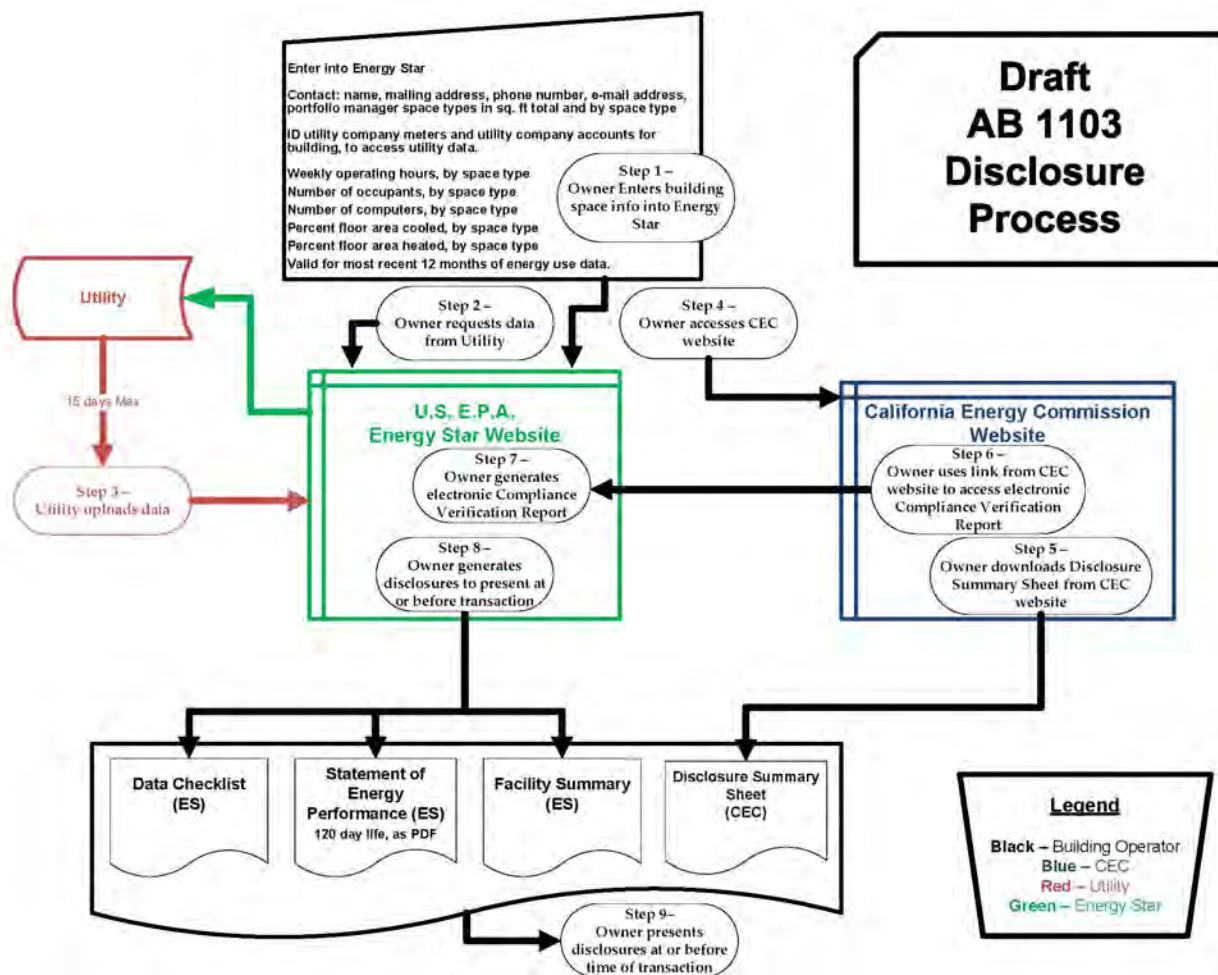 Draft
AB 1103
Disclosure
Process
Enter into Energy Star
Contact: name, mailing address, phone number, e-mail address,
portfolio manager space types in sq. ft total and by space type
ID utility company meters and utility company accounts for
building, to access utility data.
Weekly operating hours, by space type
Number of occupants, by space type
Number of computers, by space type
Percent floor area cooled, by space type
Percent floor area heated, by space type
Valid for most recent 12 months of energy use data.
Step 1 –
Owner Enters building
space info into Energy
Star
Utility
15 days Max
Step 3 –
Utility uploads data
Step 2 –
Owner requests data
from Utility
Step 4 –
Owner accesses CEC
website
U.S. E.P.A.
Energy Star Website
Step 7 –
Owner generates
electronic Compliance
Verification Report
Step 8 –
Owner generates
disclosures to present at
or before transaction
California Energy Commission
Website
Step 6 –
Owner uses link from CEC
website to access electronic
Compliance Verification
Report
Step 5 –
Owner downloads Disclosure
Summary Sheet from CEC
website
Data Checklist
(ES)
Statement of
Energy
Performance (ES)
120 day life, as PDF
Facility Summary
(ES)
Disclosure Summary
Sheet
(CEC)
Step 9–
Owner presents
disclosures at or before
time of transaction
Legend
Black – Building Operator
Blue – CEC
Red – Utility
Green – Energy Star